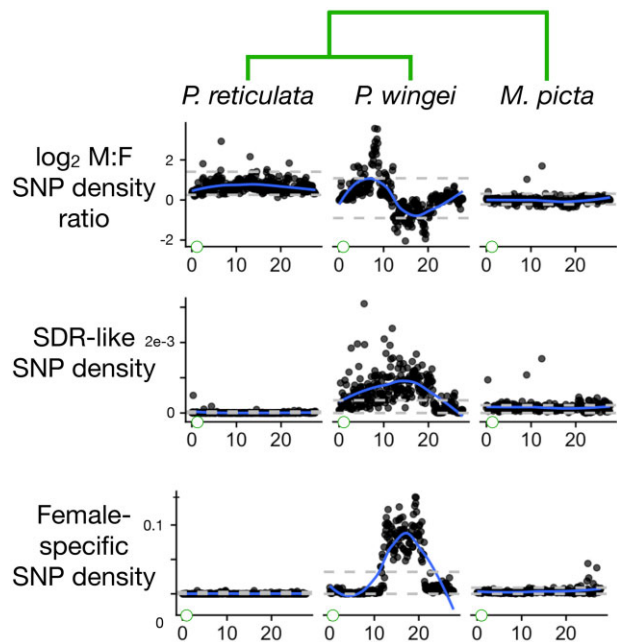 P. reticulata P. wingei M. picta
log₂ M:F
SNP density
ratio
2
0
-2
0 10 20 0 10 20 0 10 20
SDR-like
SNP density
2e-3
0
0 10 20 0 10 20 0 10 20
Female-
specific
SNP density
0.1
0
0 10 20 0 10 20 0 10 20